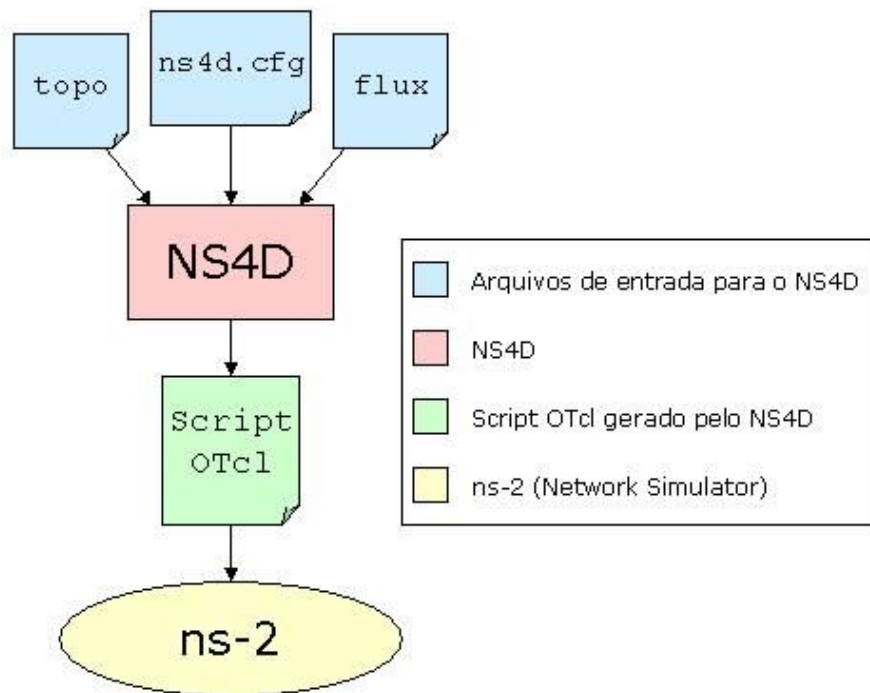 topo
ns4d.cfg
flux
NS4D
Script
OTcl
ns-2
Arquivos de entrada para o NS4D
NS4D
Script OTcl gerado pelo NS4D
ns-2 (Network Simulator)